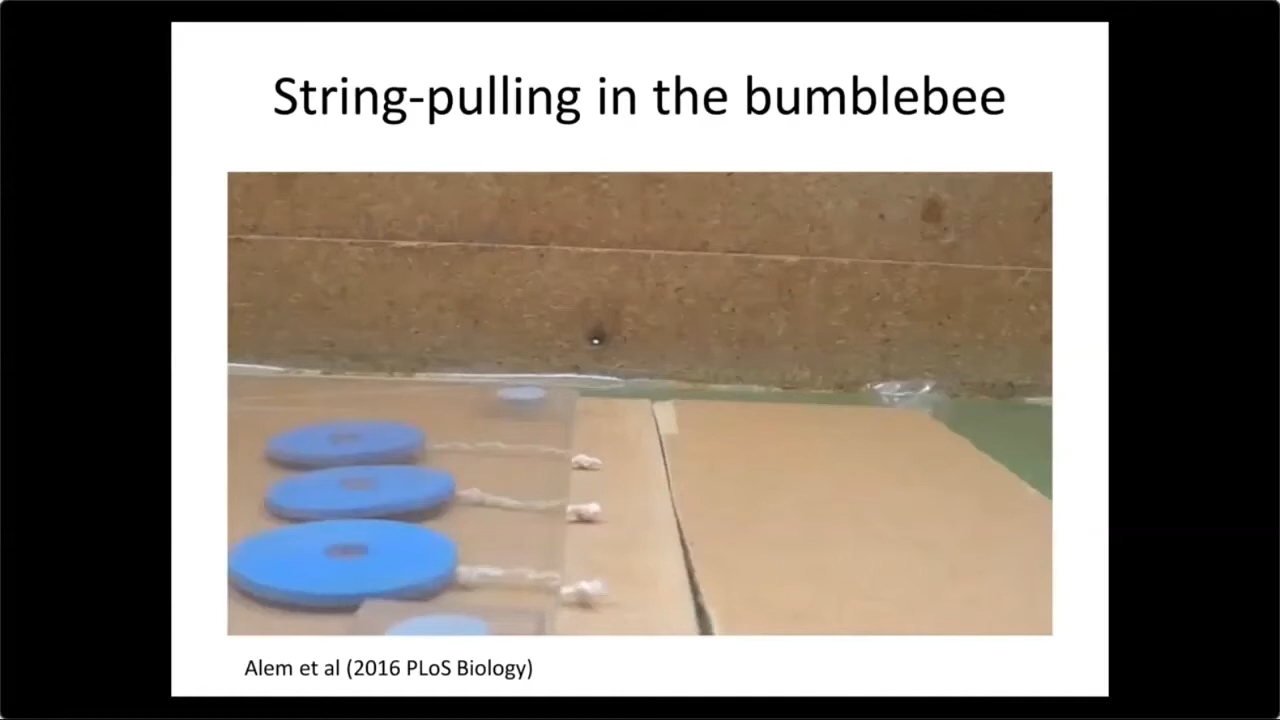 String-pulling in the bumblebee
Alem et al (2016 PLoS Biology)